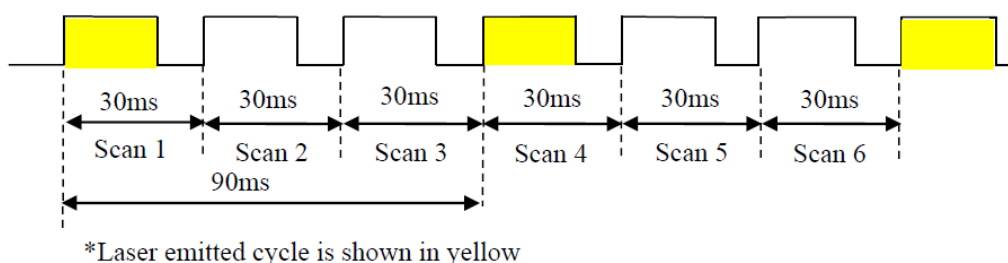 30ms 30ms 30ms 30ms 30ms 30ms
Scan 1 Scan 2 Scan 3 Scan 4 Scan 5 Scan 6
90ms
*Laser emitted cycle is shown in yellow